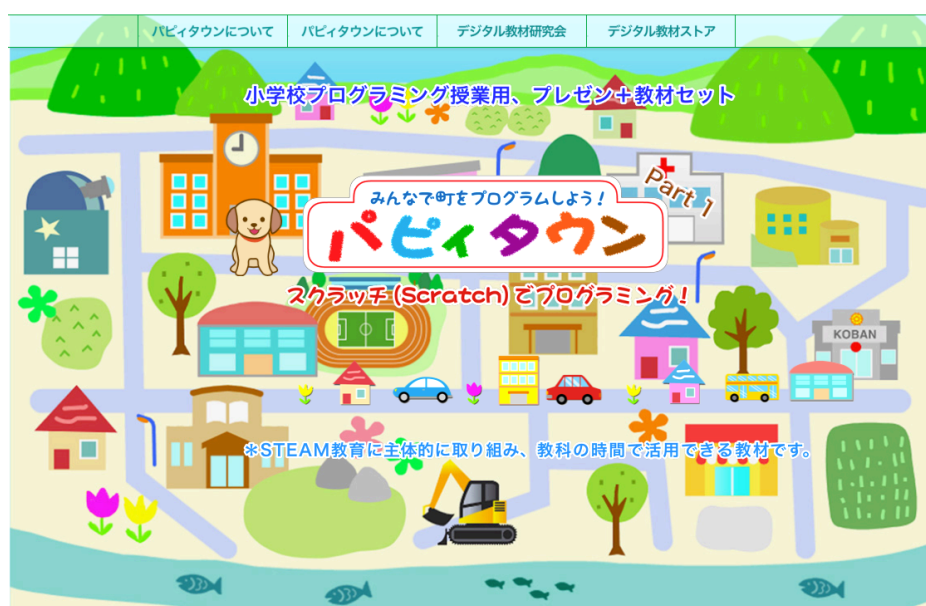 パピィタウンについて
パピィタウンについて
デジタル教材研究会
デジタル教材ストア
小学校プログラミング授業用、プレゼン＋教材セット
Part 1
みんなで町をプログラムしよう！
パピィタウン
スクラッチ(Scratch)でプログラミング！
KOBAN
＊STEAM教育に主体的に取り組み、教科の時間で活用できる教材です。